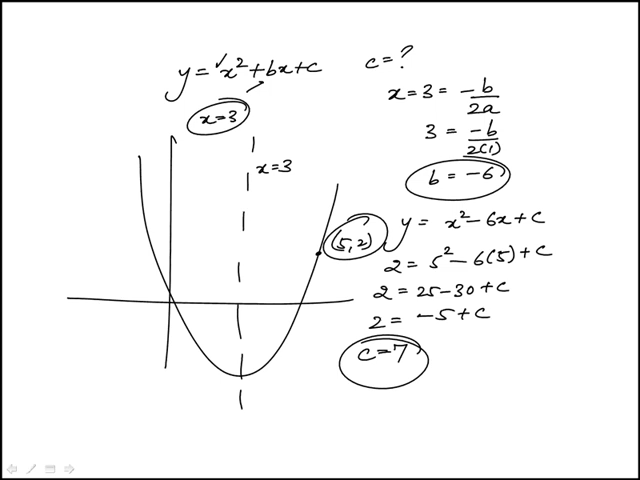 y = x² + bx + c
c = ?
x = 3
x = 3
(5, 2)
x = 3 = -b/2a
3 = -b/2(1)
b = -6
y = x² - 6x + c
2 = 5² - 6(5) + c
2 = 25 - 30 + c
2 = -5 + c
c = 7